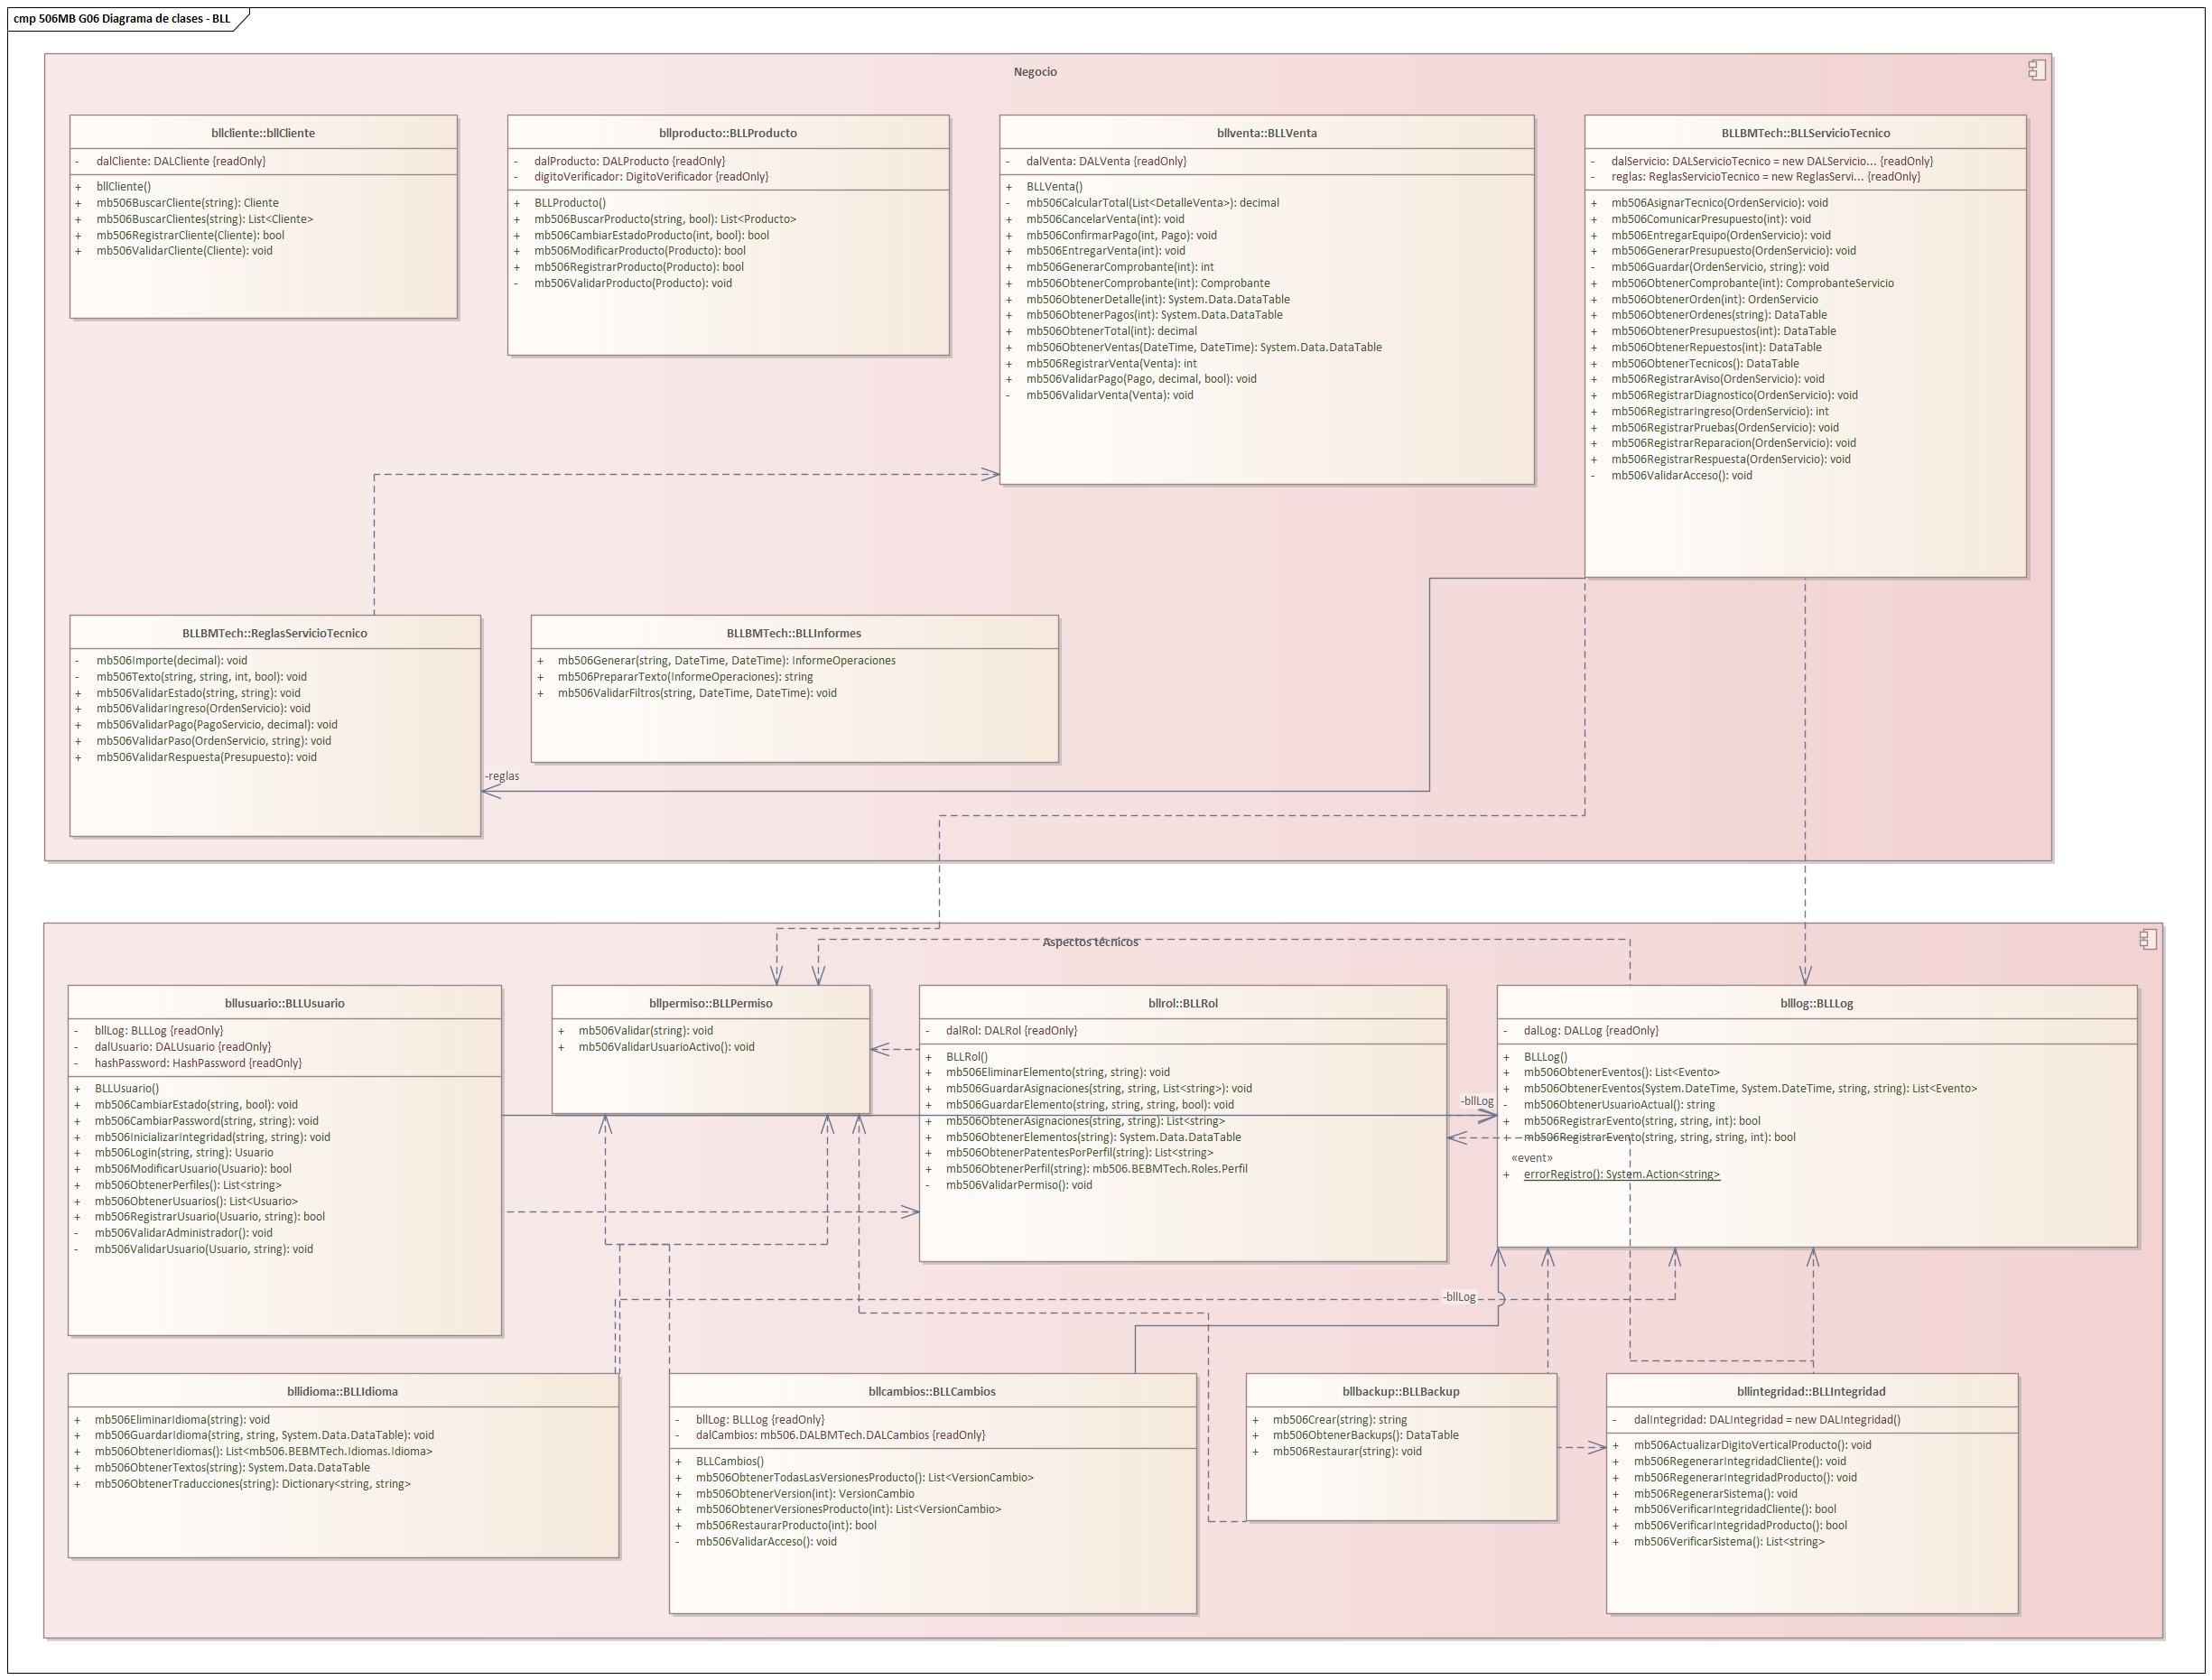 cmp 506MB G06 Diagrama de clases - BLL
Negocio
bllcliente::bllCliente
- dalCliente: DALCliente {readOnly}
+ bllCliente()
+ mb506BuscarCliente(string): Cliente
+ mb506BuscarClientes(string): List<Cliente>
+ mb506RegistrarCliente(Cliente): bool
+ mb506ValidarCliente(Cliente): void
bllproducto::BLLProducto
- dalProducto: DALProducto {readOnly}
- digitoVerificador: DigitoVerificador {readOnly}
+ BLLProducto()
+ mb506BuscarProducto(string, bool): List<Producto>
+ mb506CambiarEstadoProducto(int, bool): bool
+ mb506ModificarProducto(Producto): bool
+ mb506RegistrarProducto(Producto): bool
- mb506ValidarProducto(Producto): void
bllventa::BLLVenta
- dalVenta: DALVenta {readOnly}
+ BLLVenta()
- mb506CalcularTotal(List<DetalleVenta>): decimal
+ mb506CancelarVenta(int): void
+ mb506ConfirmarPago(int, Pago): void
+ mb506EntregarVenta(int): void
+ mb506GenerarComprobante(int): int
+ mb506ObtenerComprobante(int): Comprobante
+ mb506ObtenerDetalle(int): System.Data.DataTable
+ mb506ObtenerPagos(int): System.Data.DataTable
+ mb506ObtenerTotal(int): decimal
+ mb506ObtenerVentas(DateTime, DateTime): System.Data.DataTable
+ mb506RegistrarVenta(Venta): int
+ mb506ValidarPago(Pago, decimal, bool): void
- mb506ValidarVenta(Venta): void
BLLBMTech::BLLServicioTecnico
- dalServicio: DALServicioTecnico = new DALServicio... {readOnly}
- reglas: ReglasServicioTecnico = new ReglasServi... {readOnly}
+ mb506AsignarTecnico(OrdenServicio): void
+ mb506ComunicarPresupuesto(int): void
+ mb506EntregarEquipo(OrdenServicio): void
+ mb506GenerarPresupuesto(OrdenServicio): void
- mb506Guardar(OrdenServicio, string): void
+ mb506ObtenerComprobante(int): ComprobanteServicio
+ mb506ObtenerOrden(int): OrdenServicio
+ mb506ObtenerOrdenes(string): DataTable
+ mb506ObtenerPresupuestos(int): DataTable
+ mb506ObtenerRepuestos(int): DataTable
+ mb506ObtenerTecnicos(): DataTable
+ mb506RegistrarAviso(OrdenServicio): void
+ mb506RegistrarDiagnostico(OrdenServicio): void
+ mb506RegistrarIngreso(OrdenServicio): int
+ mb506RegistrarPruebas(OrdenServicio): void
+ mb506RegistrarReparacion(OrdenServicio): void
+ mb506RegistrarRespuesta(OrdenServicio): void
- mb506ValidarAcceso(): void
BLLBMTech::ReglasServicioTecnico
- mb506Importe(decimal): void
- mb506Texto(string, string, int, bool): void
+ mb506ValidarEstado(string, string): void
+ mb506ValidarIngreso(OrdenServicio): void
+ mb506ValidarPago(PagoServicio, decimal): void
+ mb506ValidarPaso(OrdenServicio, string): void
+ mb506ValidarRespuesta(Presupuesto): void
BLLBMTech::BLLInformes
+ mb506Generar(string, DateTime, DateTime): InformeOperaciones
+ mb506PrepararTexto(InformeOperaciones): string
+ mb506ValidarFiltros(string, DateTime, DateTime): void
-reglas
Aspectos técnicos
bllusuario::BLLUsuario
- bllLog: BLLLog {readOnly}
- dalUsuario: DALUsuario {readOnly}
- hashPassword: HashPassword {readOnly}
+ BLLUsuario()
+ mb506CambiarEstado(string, bool): void
+ mb506CambiarPassword(string, string): void
+ mb506InicializarIntegridad(string, string): void
+ mb506Login(string, string): Usuario
+ mb506ModificarUsuario(Usuario): bool
+ mb506ObtenerPerfiles(): List<string>
+ mb506ObtenerUsuarios(): List<Usuario>
+ mb506RegistrarUsuario(Usuario, string): bool
- mb506ValidarAdministrador(): void
- mb506ValidarUsuario(Usuario, string): void
bllpermiso::BLLPermiso
+ mb506Validar(string): void
+ mb506ValidarUsuarioActivo(): void
bllrol::BLLRol
- dalRol: DALRol {readOnly}
+ BLLRol()
+ mb506EliminarElemento(string, string): void
+ mb506GuardarAsignaciones(string, string, List<string>): void
+ mb506GuardarElemento(string, string, string, bool): void
+ mb506ObtenerAsignaciones(string, string): List<string>
+ mb506ObtenerElementos(string): System.Data.DataTable
+ mb506ObtenerPatentesPorPerfil(string): List<string>
+ mb506ObtenerPerfil(string): mb506.BEBMTech.Roles.Perfil
- mb506ValidarPermiso(): void
-bllLog
blllog::BLLLog
- dalLog: DALLog {readOnly}
+ BLLLog()
+ mb506ObtenerEventos(): List<Evento>
+ mb506ObtenerEventos(System.DateTime, System.DateTime, string, string): List<Evento>
- mb506ObtenerUsuarioActual(): string
+ mb506RegistrarEvento(string, string, int): bool
+ mb506RegistrarEvento(string, string, string, int): bool
«event»
+ errorRegistro(): System.Action<string>
-bllLog
bllidioma::BLLIdioma
+ mb506EliminarIdioma(string): void
+ mb506GuardarIdioma(string, string, System.Data.DataTable): void
+ mb506ObtenerIdiomas(): List<mb506.BEBMTech.Idiomas.Idioma>
+ mb506ObtenerTextos(string): System.Data.DataTable
+ mb506ObtenerTraducciones(string): Dictionary<string, string>
bllcambios::BLLCambios
- bllLog: BLLLog {readOnly}
- dalCambios: mb506.DALBMTech.DALCambios {readOnly}
+ BLLCambios()
+ mb506ObtenerTodasLasVersionesProducto(): List<VersionCambio>
+ mb506ObtenerVersion(int): VersionCambio
+ mb506ObtenerVersionesProducto(int): List<VersionCambio>
+ mb506RestaurarProducto(int): bool
- mb506ValidarAcceso(): void
bllbackup::BLLBackup
+ mb506Crear(string): string
+ mb506ObtenerBackups(): DataTable
+ mb506Restaurar(string): void
bllintegridad::BLLIntegridad
- dalIntegridad: DALIntegridad = new DALIntegridad()
+ mb506ActualizarDigitoVerticalProducto(): void
+ mb506RegenerarIntegridadCliente(): void
+ mb506RegenerarIntegridadProducto(): void
+ mb506RegenerarSistema(): void
+ mb506VerificarIntegridadCliente(): bool
+ mb506VerificarIntegridadProducto(): bool
+ mb506VerificarSistema(): List<string>